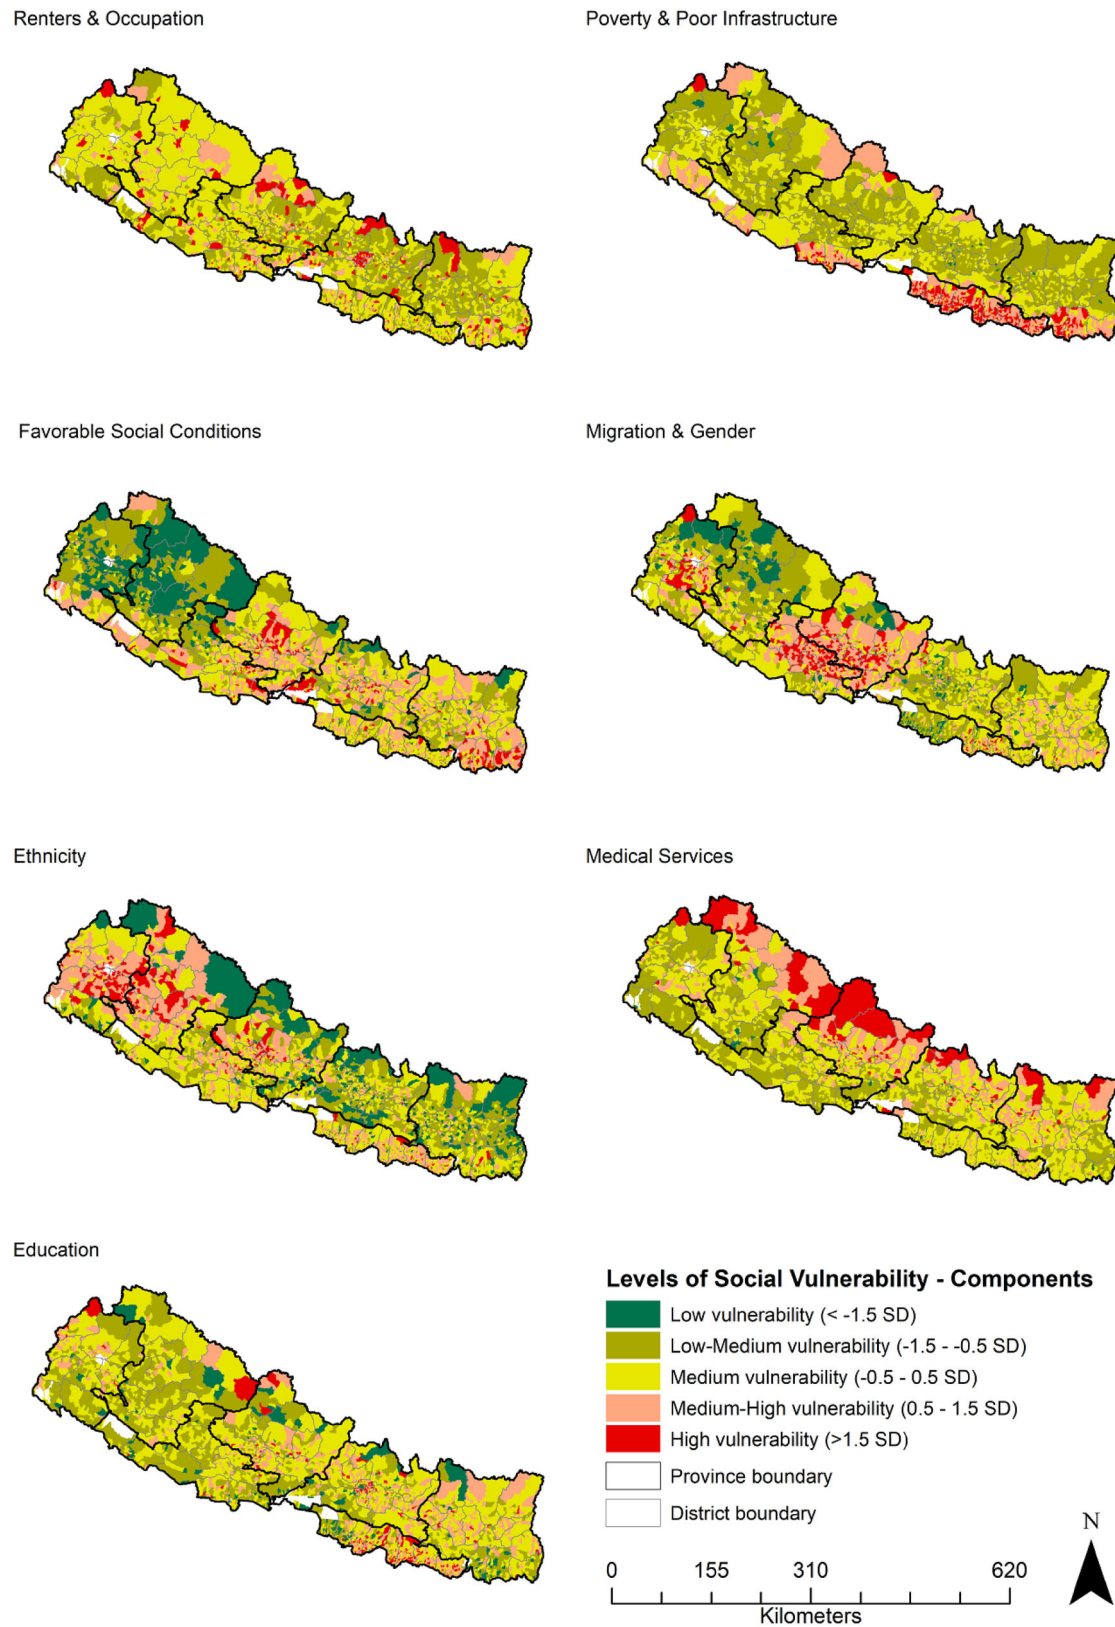 Renters & Occupation
Poverty & Poor Infrastructure
Favorable Social Conditions
Migration & Gender
Ethnicity
Medical Services
Education
Levels of Social Vulnerability - Components
Low vulnerability (< -1.5 SD)
Low-Medium vulnerability (-1.5 - -0.5 SD)
Medium vulnerability (-0.5 - 0.5 SD)
Medium-High vulnerability (0.5 - 1.5 SD)
High vulnerability (>1.5 SD)
Province boundary
District boundary
N
0 155 310 620
Kilometers